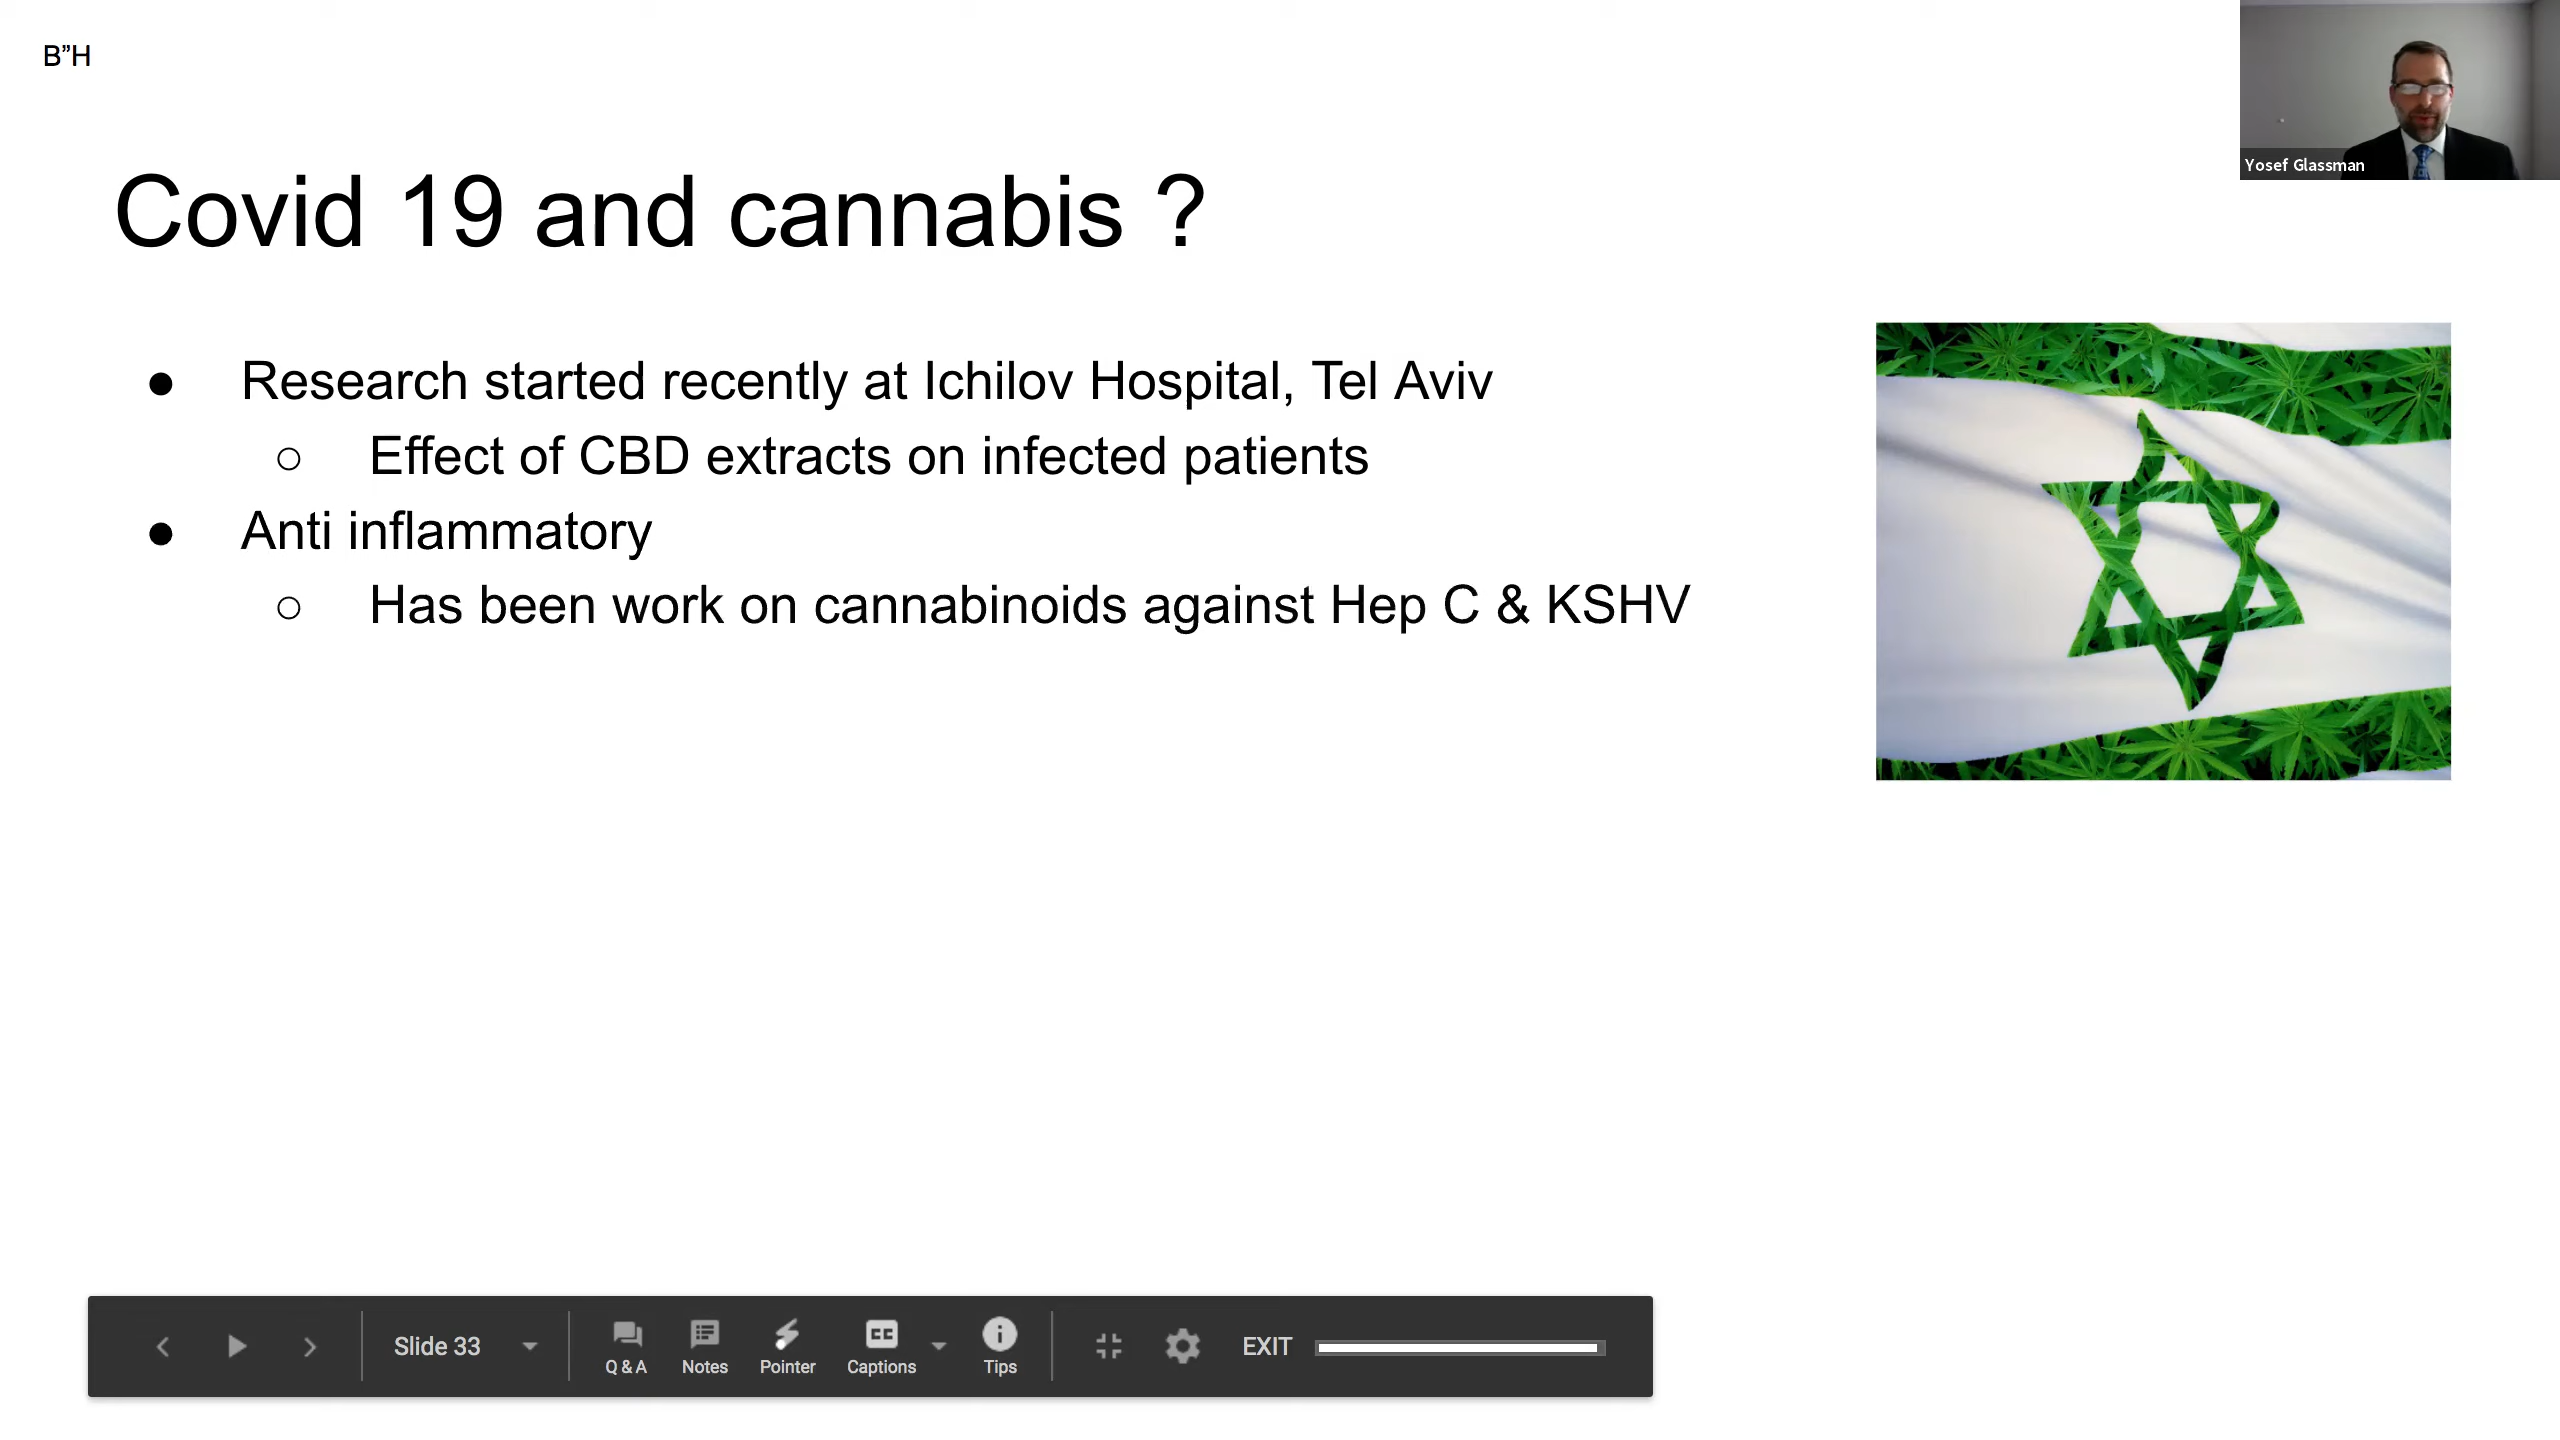 B”H
Yosef Glassman
Covid 19 and cannabis ?
● Research started recently at Ichilov Hospital, Tel Aviv
○ Effect of CBD extracts on infected patients
● Anti inflammatory
○ Has been work on cannabinoids against Hep C & KSHV
Slide 33
Q & A
Notes
Pointer
CC
Captions
Tips
EXIT